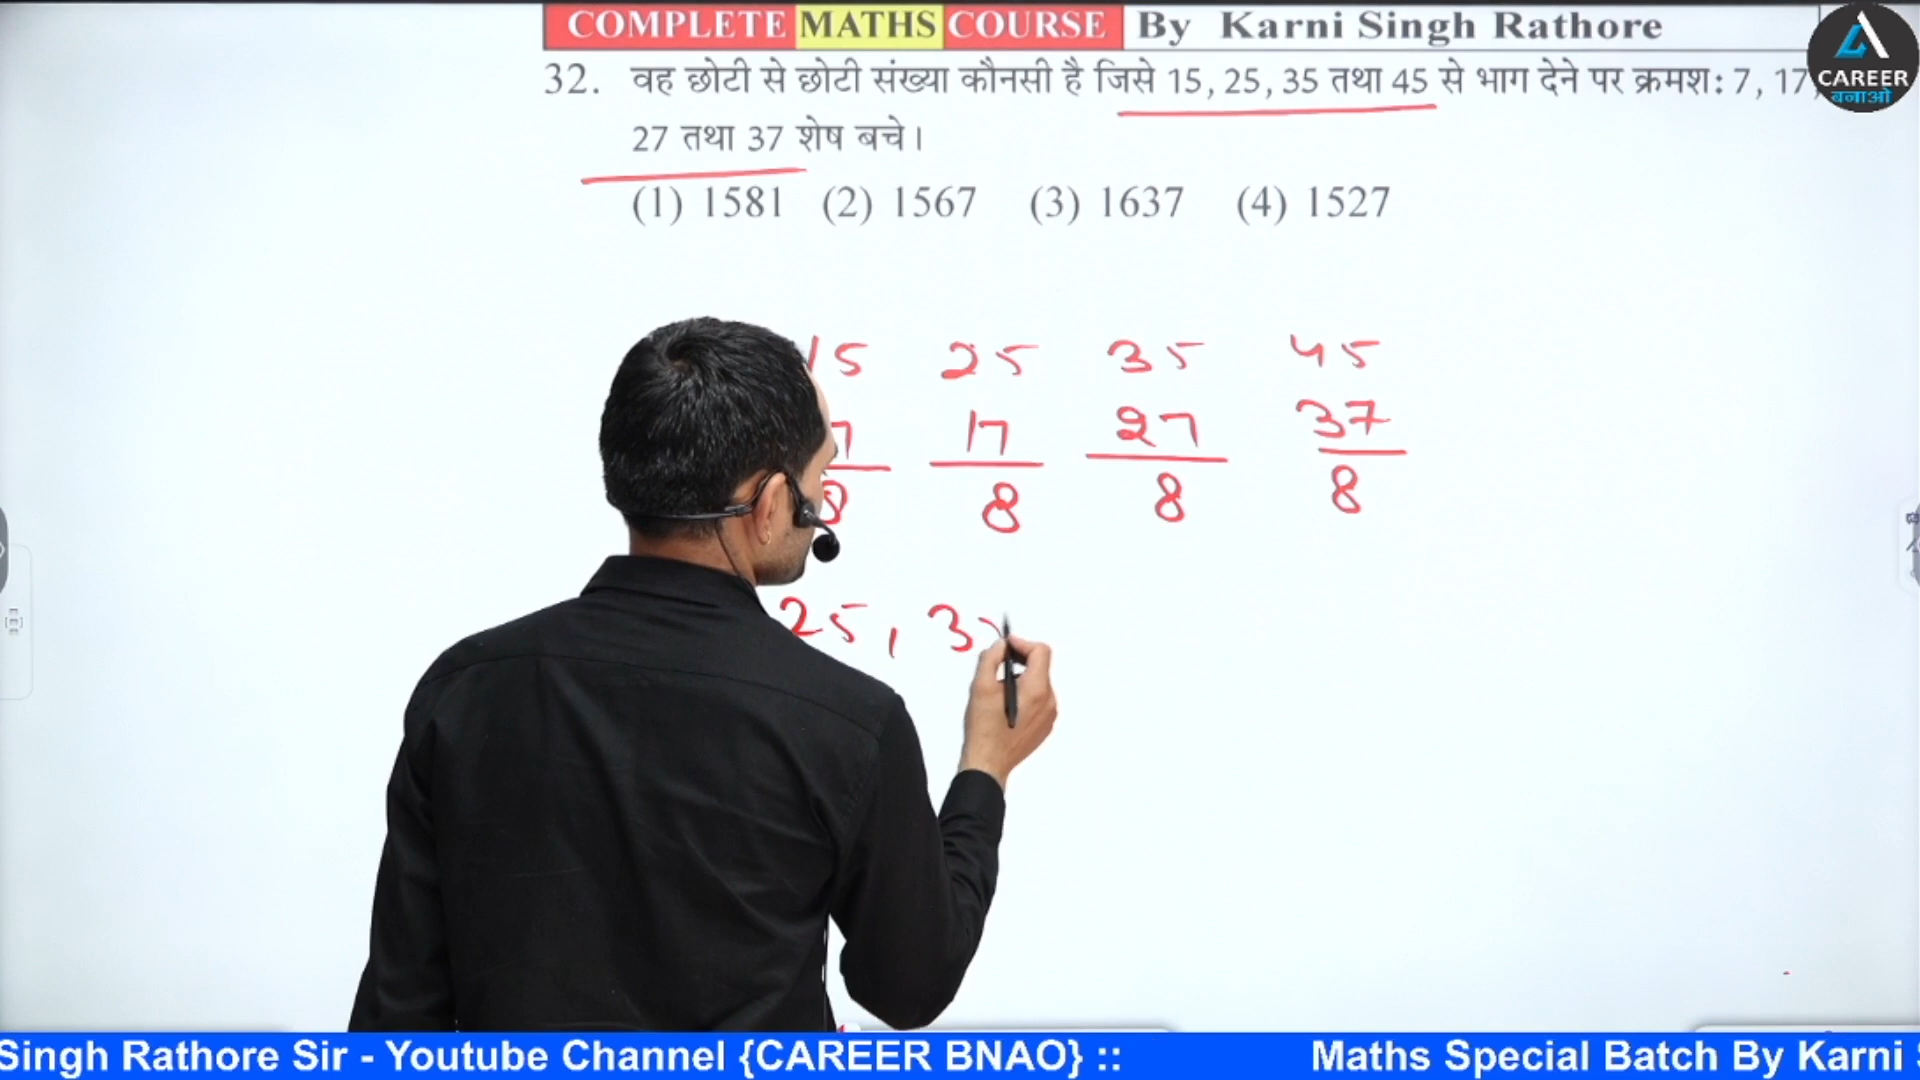 COMPLETE MATHS COURSE By Karni Singh Rathore
CAREER
बनाओ
32. वह छोटी से छोटी संख्या कौनसी है जिसे 15, 25, 35 तथा 45 से भाग देने पर क्रमश: 7, 17,
27 तथा 37 शेष बचे।
(1) 1581 (2) 1567 (3) 1637 (4) 1527
15 25 35 45
7 17 27 37
8 8 8 8
25, 3
Singh Rathore Sir - Youtube Channel {CAREER BNAO} :: Maths Special Batch By Karni